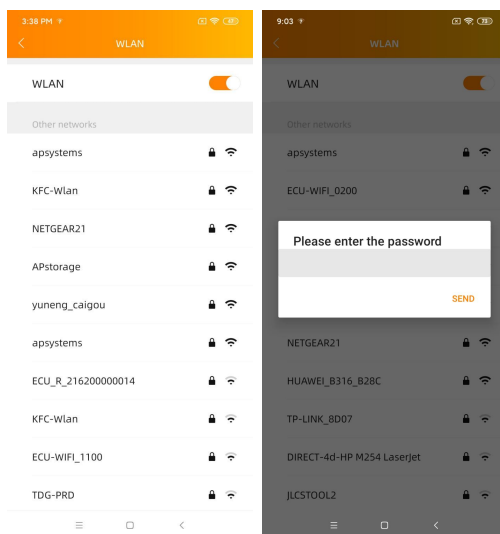 3:38 PM
WLAN
WLAN
Other networks
apsystems
KFC-Wlan
NETGEAR21
APstorage
yuneng_caigou
apsystems
ECU_R_216200000014
KFC-Wlan
ECU-WIFI_1100
TDG-PRD
9:03
WLAN
WLAN
Other networks
apsystems
ECU-WIFI_0200
Please enter the password
SEND
NETGEAR21
HUAWEI_B316_B28C
TP-LINK_8D07
DIRECT-4d-HP M254 LaserJet
JLCSTOOL2